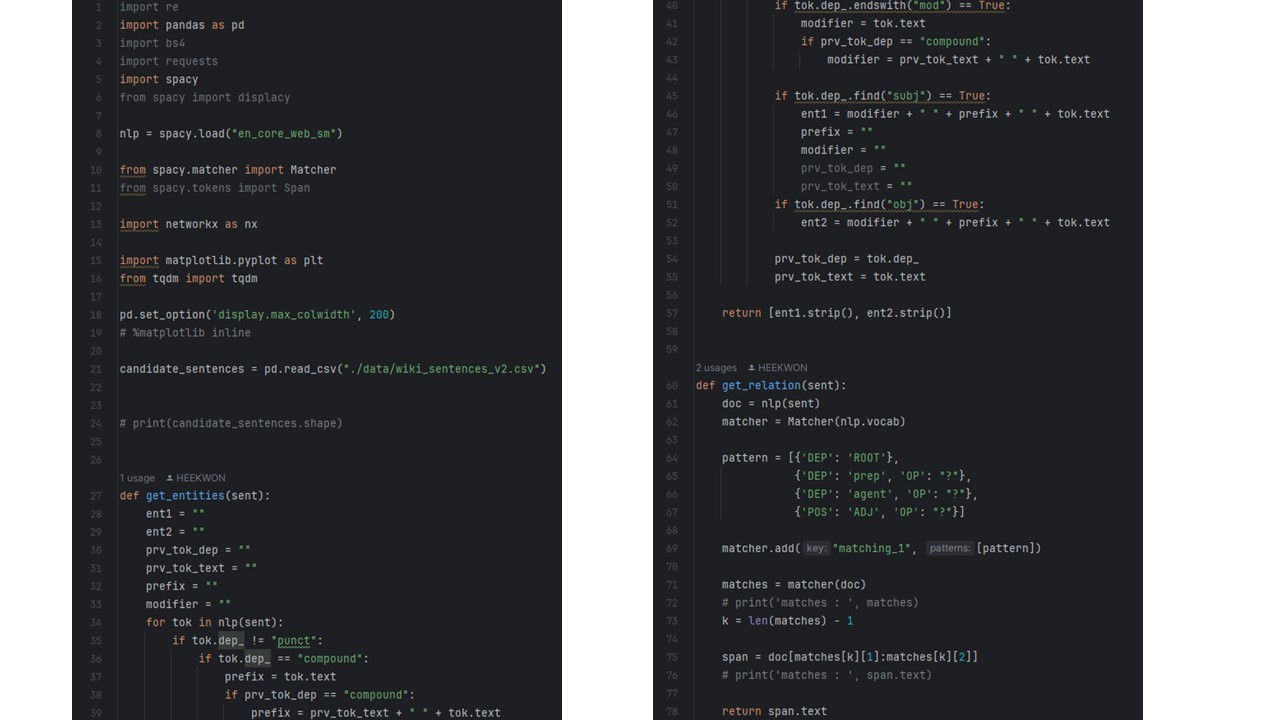 1 import re
2 import pandas as pd
3 import bs4
4 import requests
5 import spacy
6 from spacy import displacy
7
8 nlp = spacy.load("en_core_web_sm")
9
10 from spacy.matcher import Matcher
11 from spacy.tokens import Span
12
13 import networkx as nx
14
15 import matplotlib.pyplot as plt
16 from tqdm import tqdm
17
18 pd.set_option('display.max_colwidth', 200)
19 # %matplotlib inline
20
21 candidate_sentences = pd.read_csv("./data/wiki_sentences_v2.csv")
22
23
24 # print(candidate_sentences.shape)
25
26
1 usage HEEKWON
27 def get_entities(sent):
28     ent1 = ""
29     ent2 = ""
30     prv_tok_dep = ""
31     prv_tok_text = ""
32     prefix = ""
33     modifier = ""
34     for tok in nlp(sent):
35         if tok.dep_ != "punct":
36             if tok.dep_ == "compound":
37                 prefix = tok.text
38                 if prv_tok_dep == "compound":
39                     prefix = prv_tok_text + " " + tok.text
40             if tok.dep_.endswith("mod") == True:
41                 modifier = tok.text
42                 if prv_tok_dep == "compound":
43                     modifier = prv_tok_text + " " + tok.text
44
45             if tok.dep_.find("subj") == True:
46                 ent1 = modifier + " " + prefix + " " + tok.text
47                 prefix = ""
48                 modifier = ""
49                 prv_tok_dep = ""
50                 prv_tok_text = ""
51             if tok.dep_.find("obj") == True:
52                 ent2 = modifier + " " + prefix + " " + tok.text
53
54             prv_tok_dep = tok.dep_
55             prv_tok_text = tok.text
56
57     return [ent1.strip(), ent2.strip()]
58
59
2 usages HEEKWON
60 def get_relation(sent):
61     doc = nlp(sent)
62     matcher = Matcher(nlp.vocab)
63
64     pattern = [{'DEP': 'ROOT'},
65                {'DEP': 'prep', 'OP': "?"},
66                {'DEP': 'agent', 'OP': "?"},
67                {'POS': 'ADJ', 'OP': "?"}]
68
69     matcher.add( key: "matching_1", patterns: [pattern])
70
71     matches = matcher(doc)
72     # print('matches : ', matches)
73     k = len(matches) - 1
74
75     span = doc[matches[k][1]:matches[k][2]]
76     # print('matches : ', span.text)
77
78     return span.text